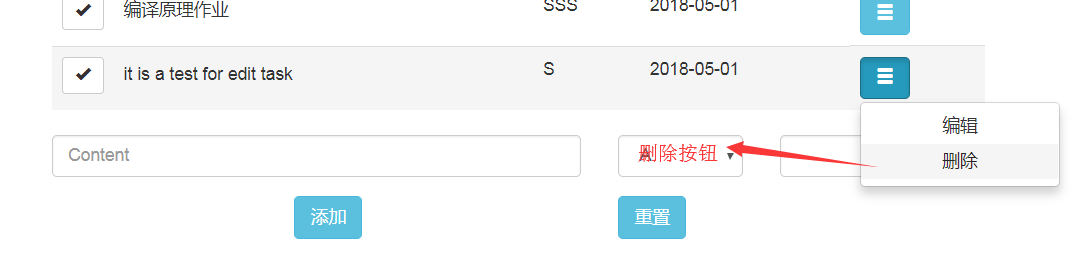 编译原理作业 SSS 2018-05-01
it is a test for edit task S 2018-05-01
编辑
Content A 删除按钮 删除
添加 重置